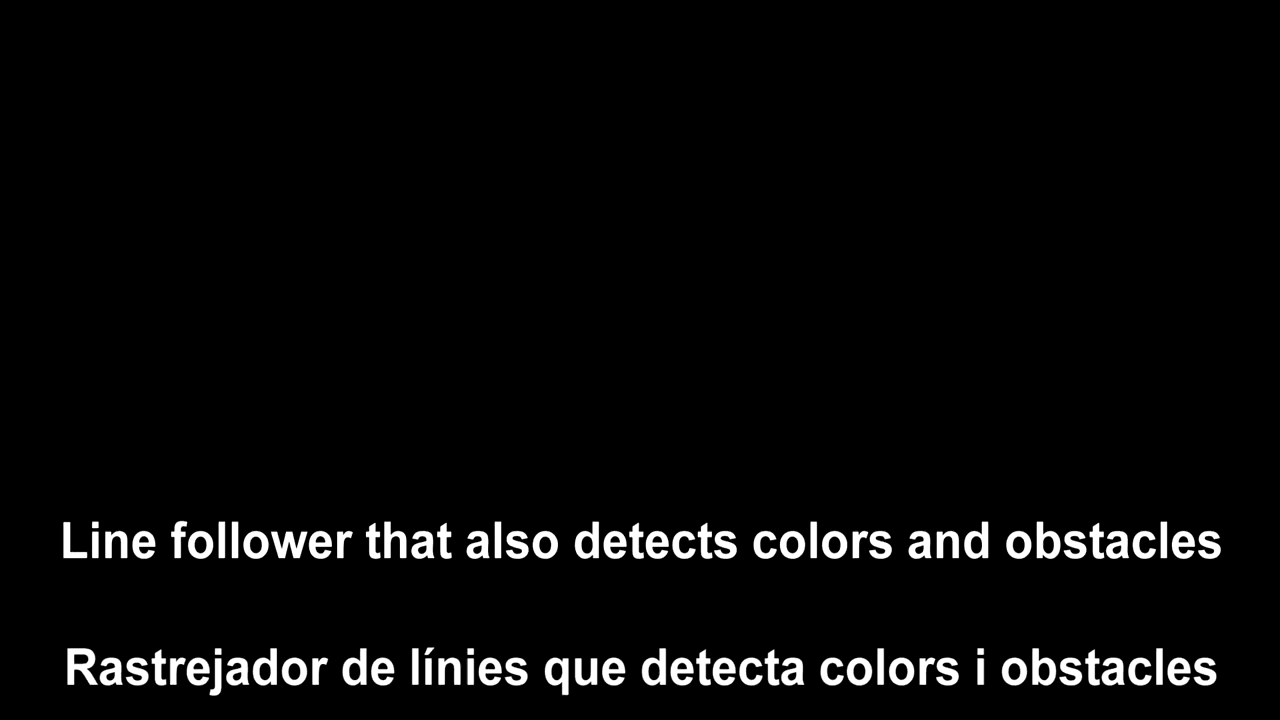 Line follower that also detects colors and obstacles
Rastrejador de línies que detecta colors i obstacles